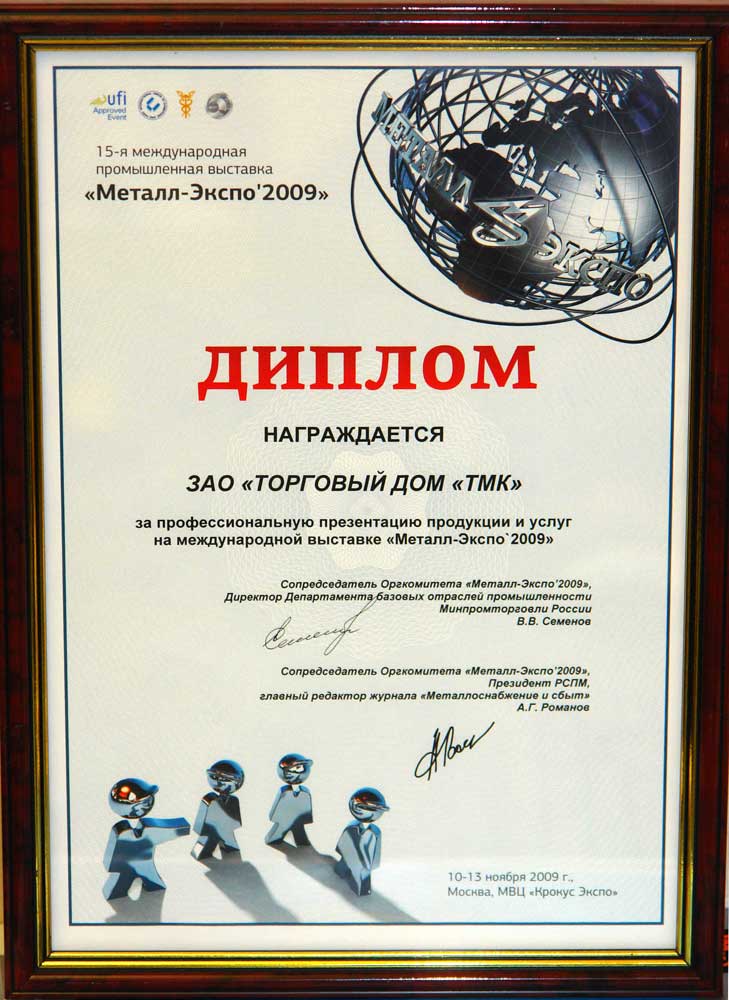 ufi
Approved
Event
15-я международная
промышленная выставка
«Металл-Экспо'2009»
МЕТАЛЛ ЭКСПО
ДИПЛОМ
НАГРАЖДАЕТСЯ
ЗАО «ТОРГОВЫЙ ДОМ «ТМК»
за профессиональную презентацию продукции и услуг
на международной выставке «Металл-Экспо`2009»
Сопредседатель Оргкомитета «Металл-Экспо'2009»,
Директор Департамента базовых отраслей промышленности
Минпромторговли России
В.В. Семенов
Сопредседатель Оргкомитета «Металл-Экспо'2009»,
Президент РСПМ,
главный редактор журнала «Металлоснабжение и сбыт»
А.Г. Романов
10-13 ноября 2009 г.,
Москва, МВЦ «Крокус Экспо»